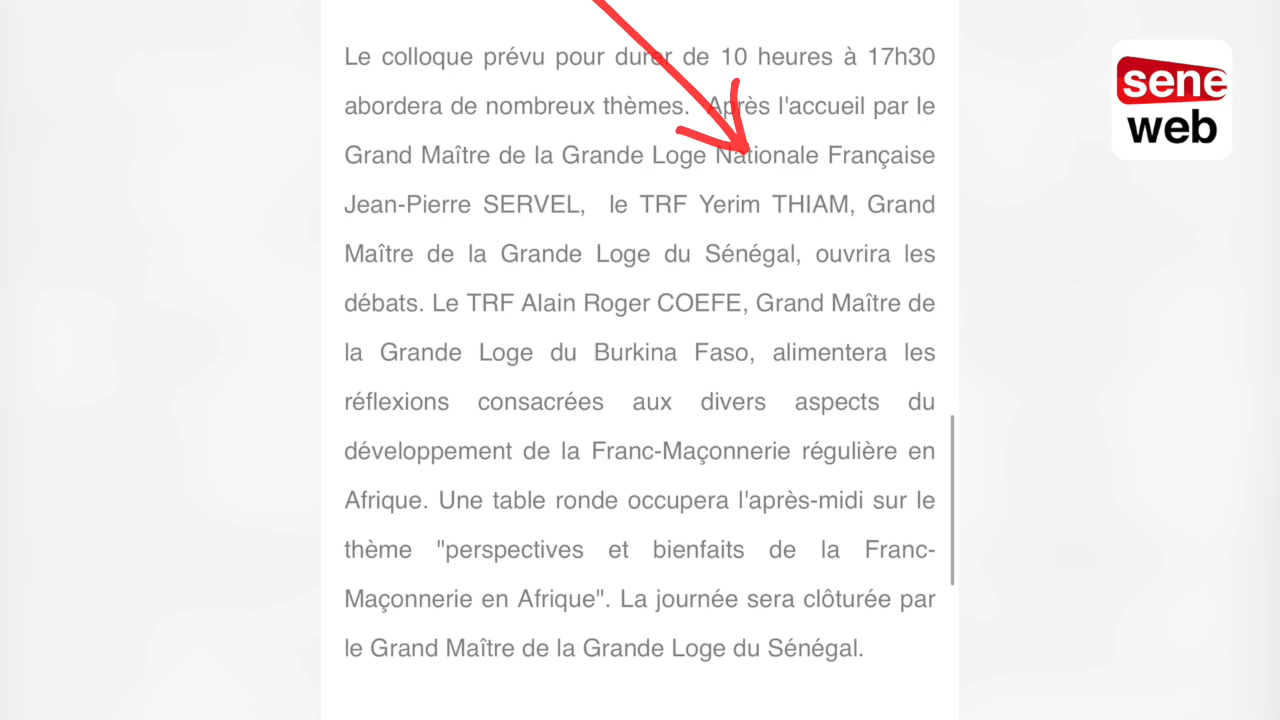 Le colloque prévu pour durer de 10 heures à 17h30
abordera de nombreux thèmes. Après l'accueil par le
Grand Maître de la Grande Loge Nationale Française
Jean-Pierre SERVEL, le TRF Yerim THIAM, Grand
Maître de la Grande Loge du Sénégal, ouvrira les
débats. Le TRF Alain Roger COEFE, Grand Maître de
la Grande Loge du Burkina Faso, alimentera les
réflexions consacrées aux divers aspects du
développement de la Franc-Maçonnerie régulière en
Afrique. Une table ronde occupera l'après-midi sur le
thème "perspectives et bienfaits de la Franc-
Maçonnerie en Afrique". La journée sera clôturée par
le Grand Maître de la Grande Loge du Sénégal.
sene
web